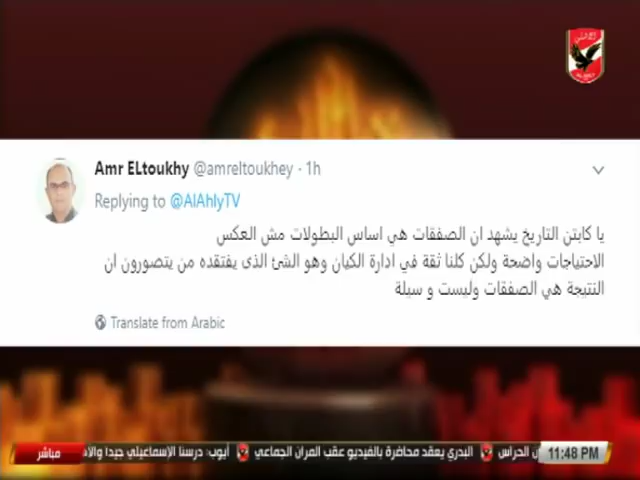 Amr ELtoukhy @amreltoukhey · 1h
Replying to @AlAhlyTV
يا كابتن التاريخ يشهد ان الصفقات هي اساس البطولات مش العكس
الاحتياجات واضحة ولكن كلنا ثقة في ادارة الكيان وهو الشئ الذى يفتقده من يتصورون ان
النتيجة هي الصفقات وليست و سيلة
Translate from Arabic
11:48 PM
ل الحراس البدري يعقد محاضرة بالفيديو عقب المران الجماعي أيوب: درسنا الإسماعيلي جيدا والأه
مباشر